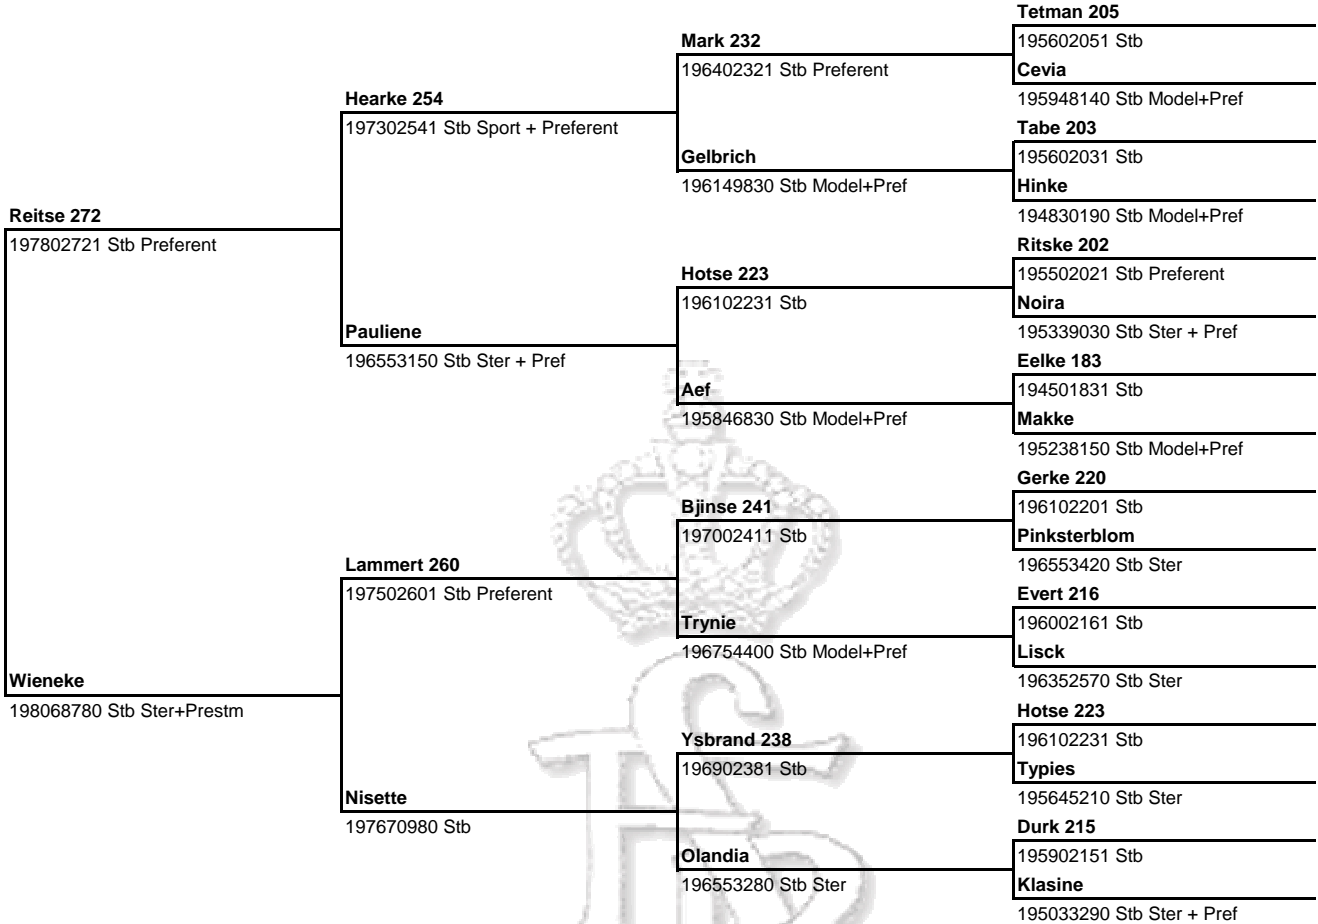 Tetman 205
Mark 232
195602051 Stb
196402321 Stb Preferent
Cevia
Hearke 254
195948140 Stb Model+Pref
197302541 Stb Sport + Preferent
Tabe 203
Gelbrich
195602031 Stb
196149830 Stb Model+Pref
Hinke
Reitse 272
194830190 Stb Model+Pref
197802721 Stb Preferent
Ritske 202
Hotse 223
195502021 Stb Preferent
196102231 Stb
Noira
Pauliene
195339030 Stb Ster + Pref
196553150 Stb Ster + Pref
Eelke 183
Aef
194501831 Stb
195846830 Stb Model+Pref
Makke
195238150 Stb Model+Pref
Gerke 220
Bjinse 241
196102201 Stb
197002411 Stb
Pinksterblom
Lammert 260
196553420 Stb Ster
197502601 Stb Preferent
Evert 216
Trynie
196002161 Stb
196754400 Stb Model+Pref
Lisck
Wieneke
196352570 Stb Ster
198068780 Stb Ster+Prestm
Hotse 223
Ysbrand 238
196102231 Stb
196902381 Stb
Typies
Nisette
195645210 Stb Ster
197670980 Stb
Durk 215
Olandia
195902151 Stb
196553280 Stb Ster
Klasine
195033290 Stb Ster + Pref